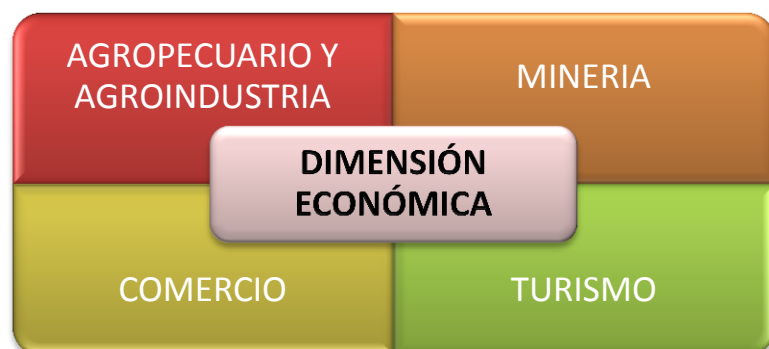 AGROPECUARIO Y
AGROINDUSTRIA
MINERIA
DIMENSIÓN
ECONÓMICA
COMERCIO
TURISMO